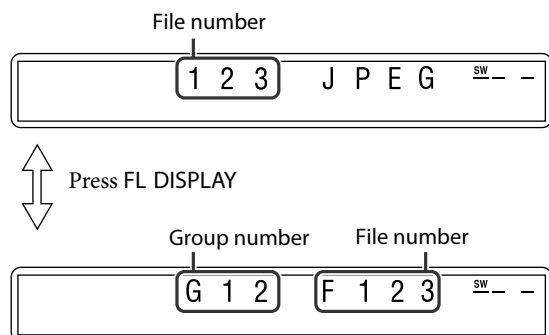 File number
1 2 3 J P E G SW – –
Press FL DISPLAY
Group number File number
G 1 2 F 1 2 3 SW – –